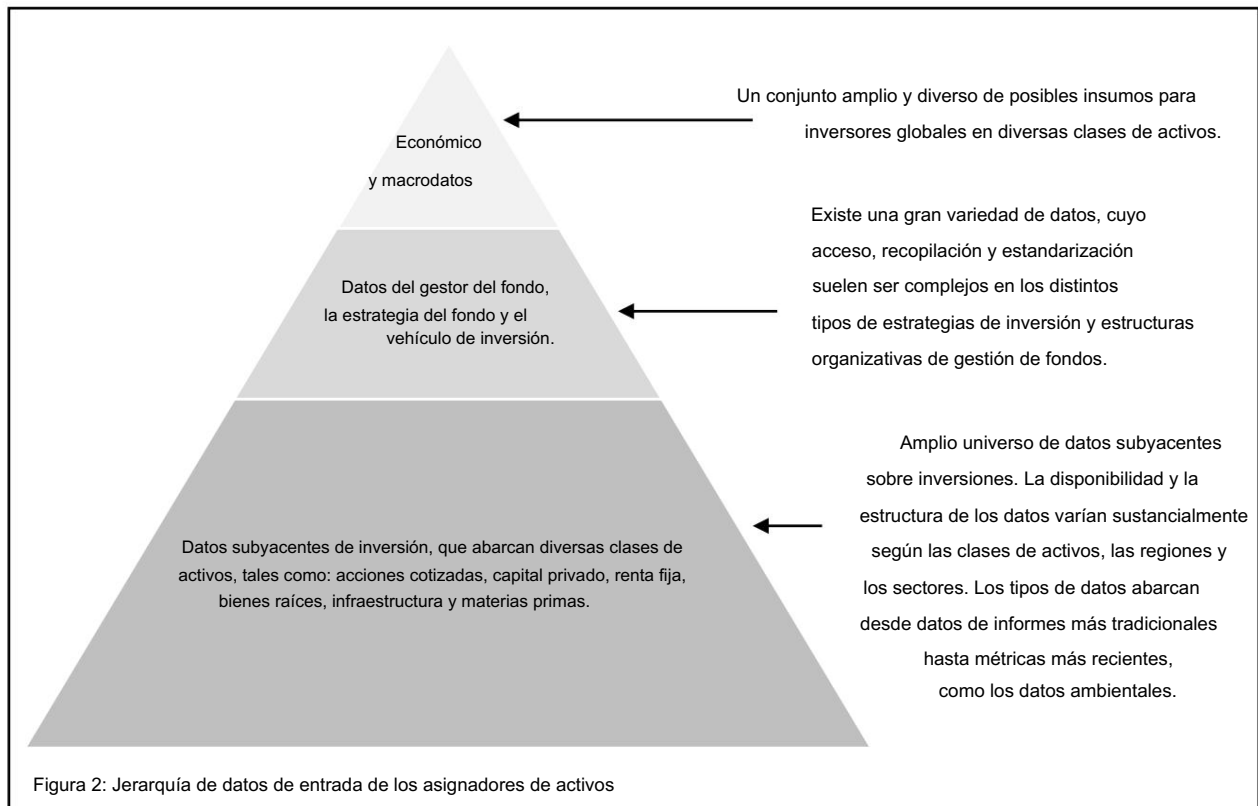 Un conjunto amplio y diverso de posibles insumos para
inversores globales en diversas clases de activos.
Económico
y macrodatos
Existe una gran variedad de datos, cuyo
acceso, recopilación y estandarización
suelen ser complejos en los distintos
tipos de estrategias de inversión y estructuras
organizativas de gestión de fondos.
Datos del gestor del fondo,
la estrategia del fondo y el
vehículo de inversión.
Amplio universo de datos subyacentes
sobre inversiones. La disponibilidad y la
estructura de los datos varían sustancialmente
según las clases de activos, las regiones y
los sectores. Los tipos de datos abarcan
desde datos de informes más tradicionales
hasta métricas más recientes,
como los datos ambientales.
Datos subyacentes de inversión, que abarcan diversas clases de
activos, tales como: acciones cotizadas, capital privado, renta fija,
bienes raíces, infraestructura y materias primas.
Figura 2: Jerarquía de datos de entrada de los asignadores de activos